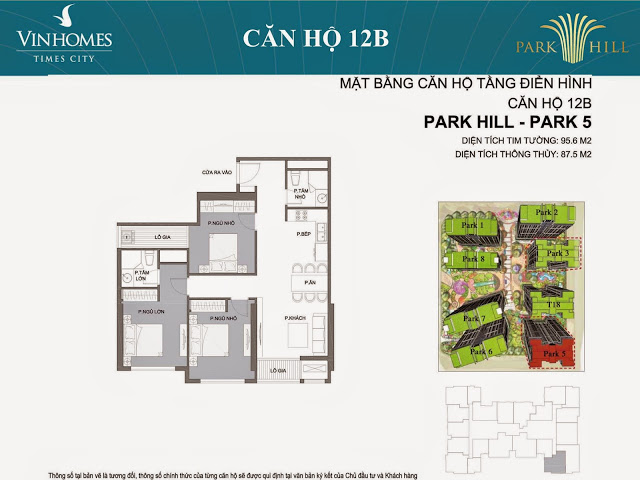 VINHOMES
TIMES CITY
CĂN HỘ 12B
PARK HILL
MẶT BẰNG CĂN HỘ TẦNG ĐIỂN HÌNH
CĂN HỘ 12B
PARK HILL - PARK 5
DIỆN TÍCH TIM TƯỜNG: 95.6 M2
DIỆN TÍCH THÔNG THỦY: 87.5 M2
CỬA RA VÀO
P.TẮM
NHỎ
P.NGỦ NHỎ
P.BẾP
LÔ GIA
P.TẮM
LỚN
P.ĂN
P.NGỦ LỚN
P.NGỦ NHỎ
P.KHÁCH
LÔ GIA
Park 1
Park 2
Park 3
Park 8
T18
Park 7
Park 6
Park 5
Thông số tại bản vẽ là tương đối, thông số chính thức của từng căn hộ sẽ được qui định tại văn bản ký kết của Chủ đầu tư và Khách hàng